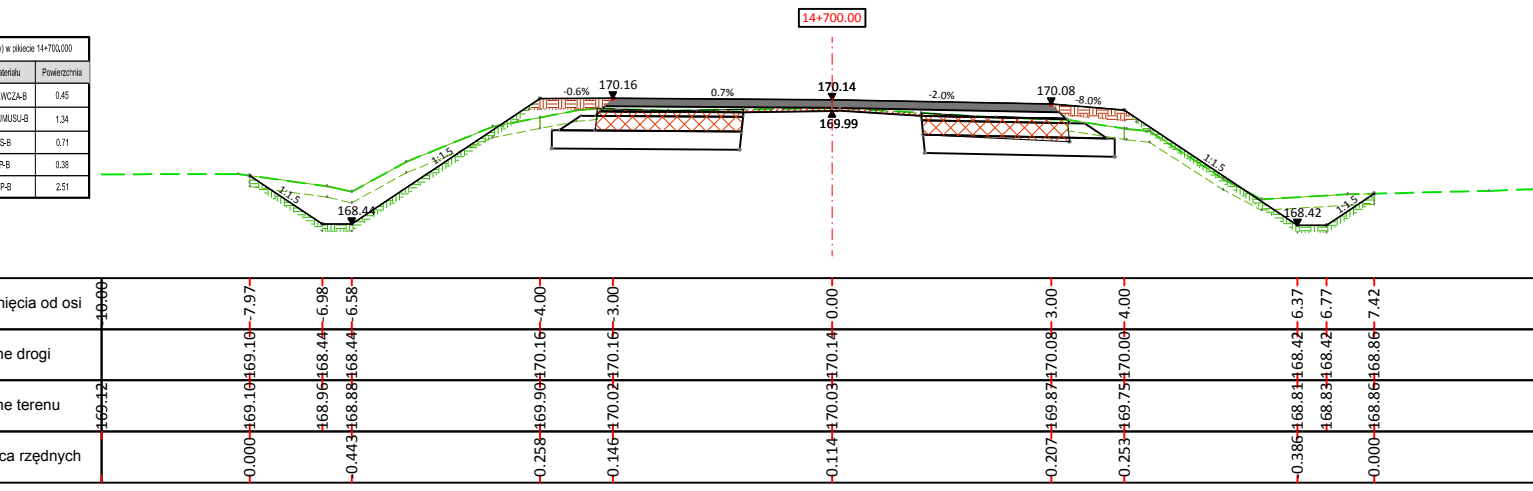 14+700.00
) w pikiecie 14+700.000
ateriału Powierzchnia
WCZA-B 0.45
UMUSU-B 1.34
S-B 0.71
P-B 0.38
P-B 2.51
-0.6% 170.16 0.7% 170.14 -2.0% 170.08 -8.0%
169.99
1:1.5 1:1.5 1:1.5 1:1.5
168.44 168.42
nięcia od osi -10.00 -7.97 -6.98 -6.58 -4.00 -3.00 0.00 3.00 4.00 6.37 6.77 7.42
ne drogi 169.10 168.44 168.44 170.16 170.16 170.14 170.08 170.00 168.42 168.42 168.86
ne terenu 169.12 169.10 168.96 168.88 169.90 170.02 170.03 169.87 169.75 168.81 168.83 168.86
ca rzędnych 0.000 -0.443 0.258 0.146 0.114 0.207 0.253 -0.386 0.000